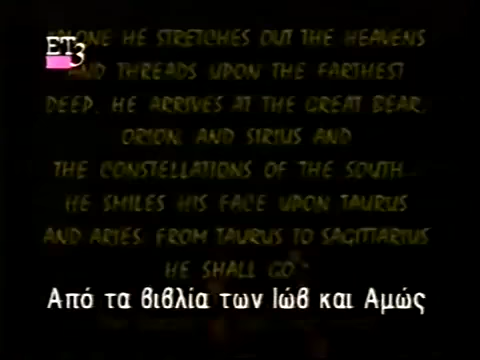 "ALONE HE STRETCHES OUT THE HEAVENS
ET3
AND THREADS UPON THE FARTHEST
DEEP. HE ARRIVES AT THE GREAT BEAR,
ORION, AND SIRIUS AND
THE CONSTELLATIONS OF THE SOUTH...
HE SMILES HIS FACE UPON TAURUS
AND ARIES. FROM TAURUS TO SAGITTARIUS
HE SHALL GO"
Από τα βιβλία των Ιώβ και Αμώς